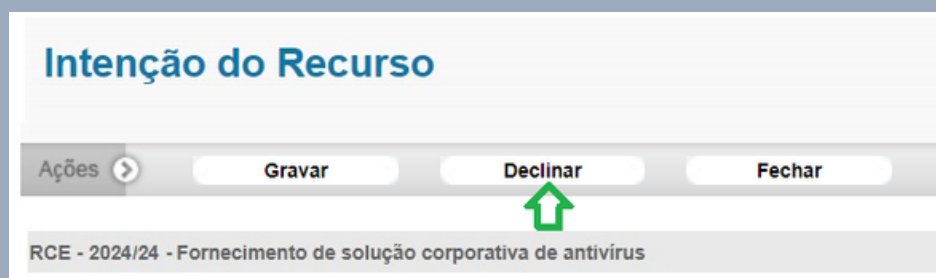 Intenção do Recurso
Ações Gravar Declinar Fechar
RCE - 2024/24 - Fornecimento de solução corporativa de antivírus